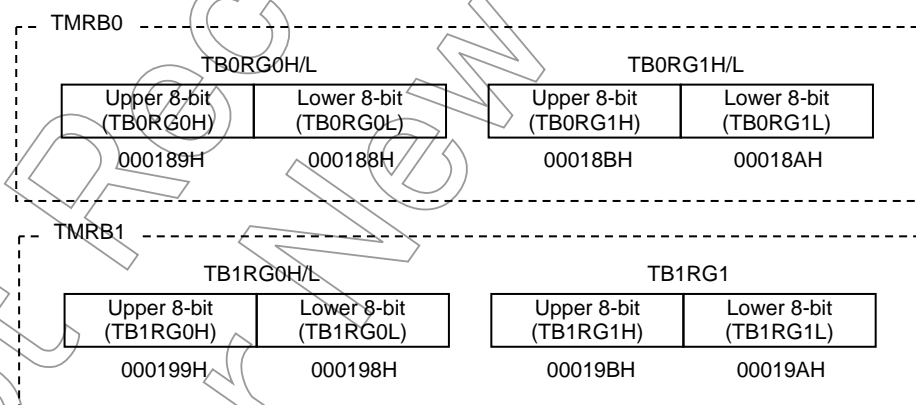 TMRB0
TB0RG0H/L TB0RG1H/L
Upper 8-bit Lower 8-bit Upper 8-bit Lower 8-bit
(TB0RG0H) (TB0RG0L) (TB0RG1H) (TB0RG1L)
000189H 000188H 00018BH 00018AH
TMRB1
TB1RG0H/L TB1RG1
Upper 8-bit Lower 8-bit Upper 8-bit Lower 8-bit
(TB1RG0H) (TB1RG0L) (TB1RG1H) (TB1RG1L)
000199H 000198H 00019BH 00019AH